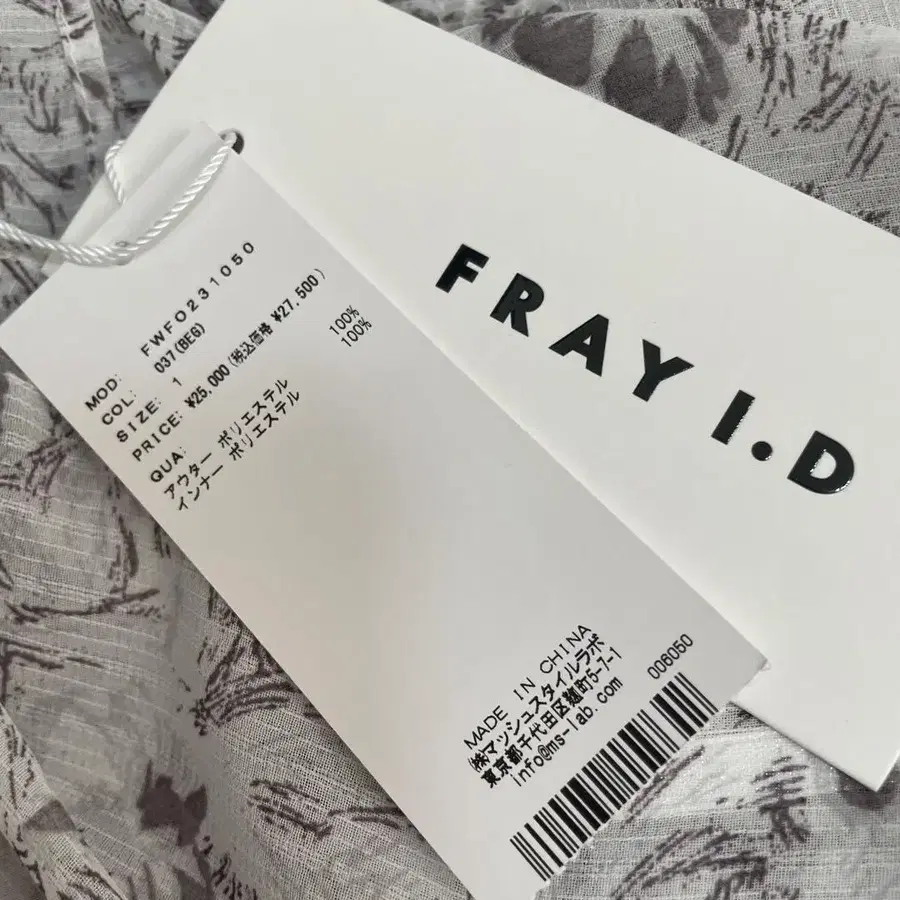 FRAY I.D
MOD: FWFO231050
COL: 037(BEG)
SIZE: 1
PRICE: ¥25,000(税込価格 ¥27,500)
QUA:
アウター ポリエステル 100%
インナー ポリエステル 100%
MADE IN CHINA
㈱マッシュスタイルラボ
東京都千代田区麹町5-7-1
info@ms-lab.com
006050